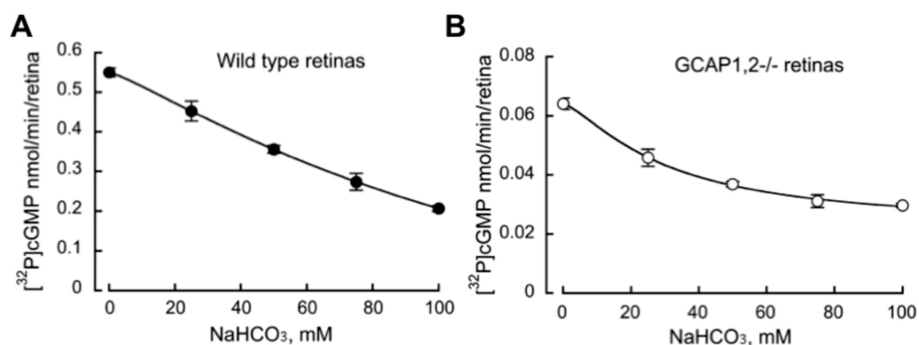 A
Wild type retinas
[³²P]cGMP nmol/min/retina
0.6
0.5
0.4
0.3
0.2
0.1
0
0 20 40 60 80 100
NaHCO₃, mM
B
GCAP1,2-/- retinas
[³²P]cGMP nmol/min/retina
0.08
0.06
0.04
0.02
0
0 20 40 60 80 100
NaHCO₃, mM